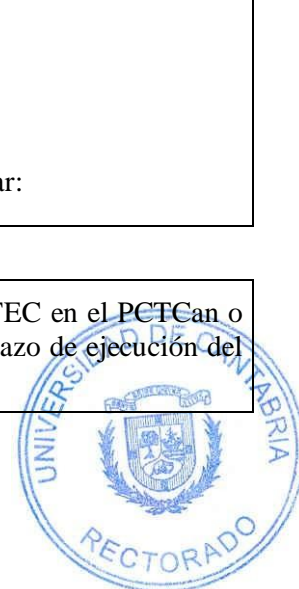 ar:
TEC en el PCTCan o
azo de ejecución del
UNIVERSIDAD DE CANTABRIA
RECTORADO